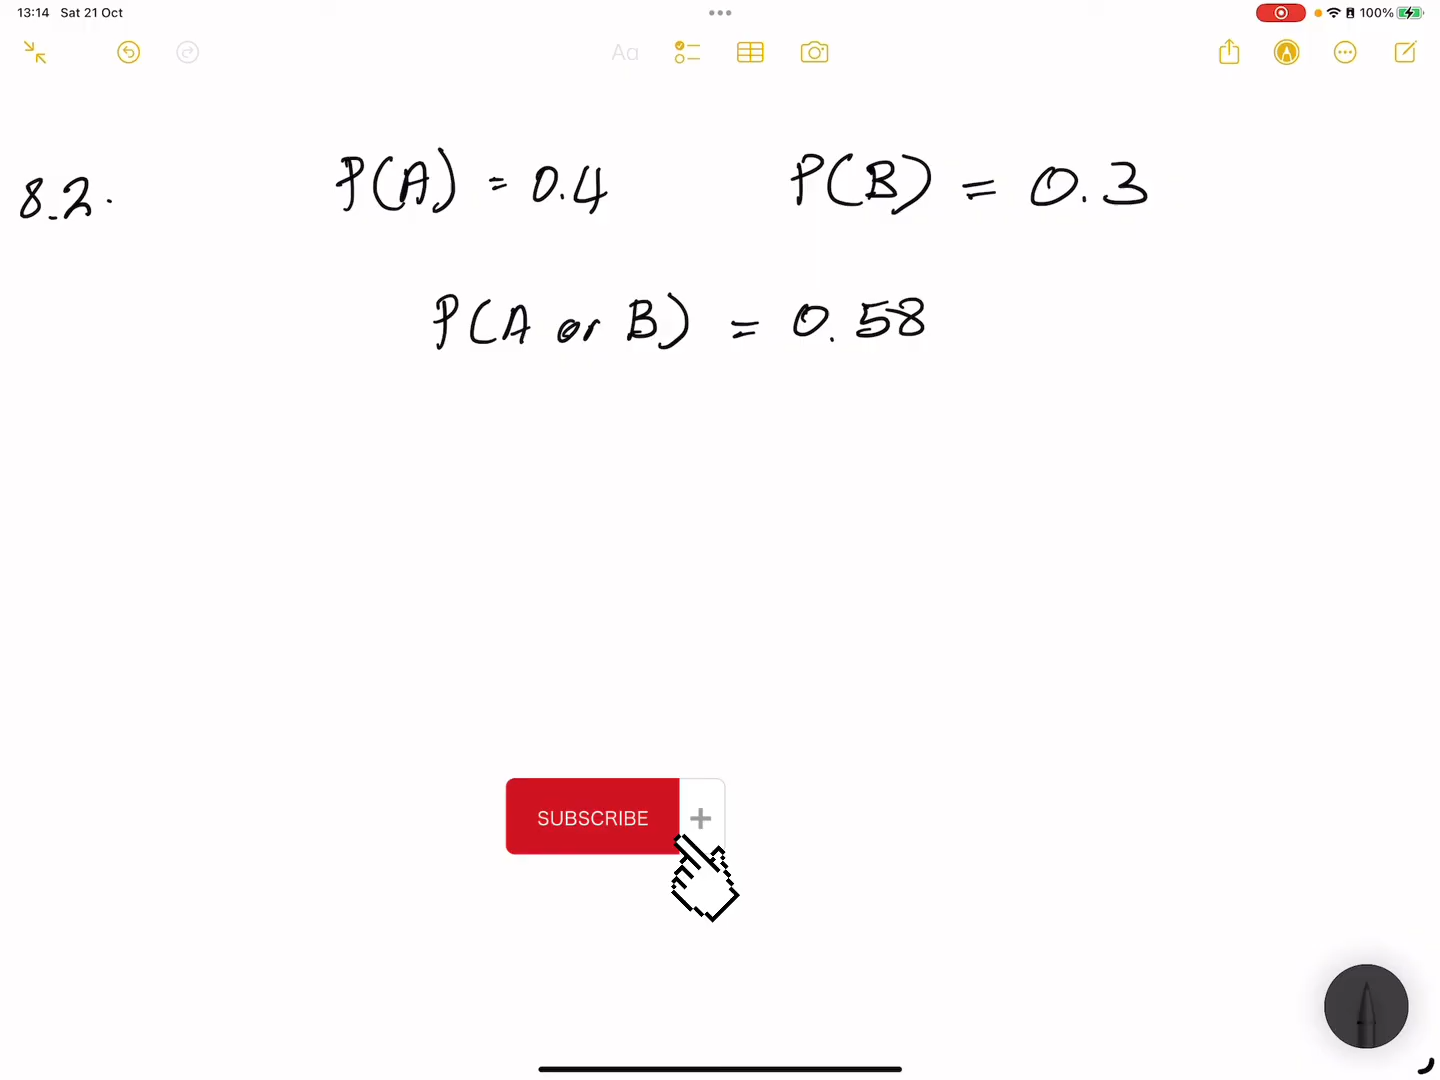 13:14 Sat 21 Oct
100%
Aa
8.2. P(A) = 0.4 P(B) = 0.3
P(A or B) = 0.58
SUBSCRIBE +